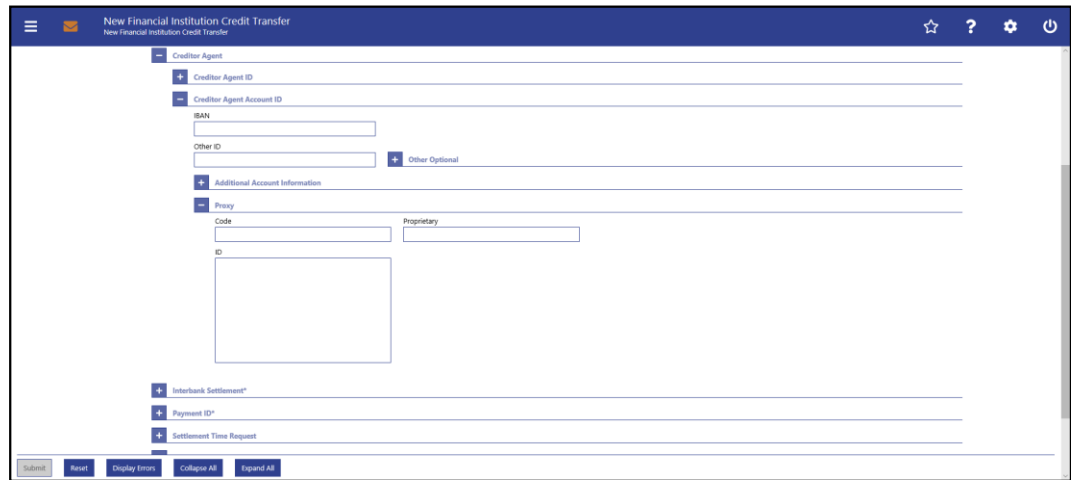 New Financial Institution Credit Transfer
New Financial Institution Credit Transfer
?
Creditor Agent
Creditor Agent ID
Creditor Agent Account ID
IBAN
Other ID
Other Optional
Additional Account Information
Proxy
Code Proprietary
ID
Interbank Settlement*
Payment ID*
Settlement Time Request
Submit Reset Display Errors Collapse All Expand All